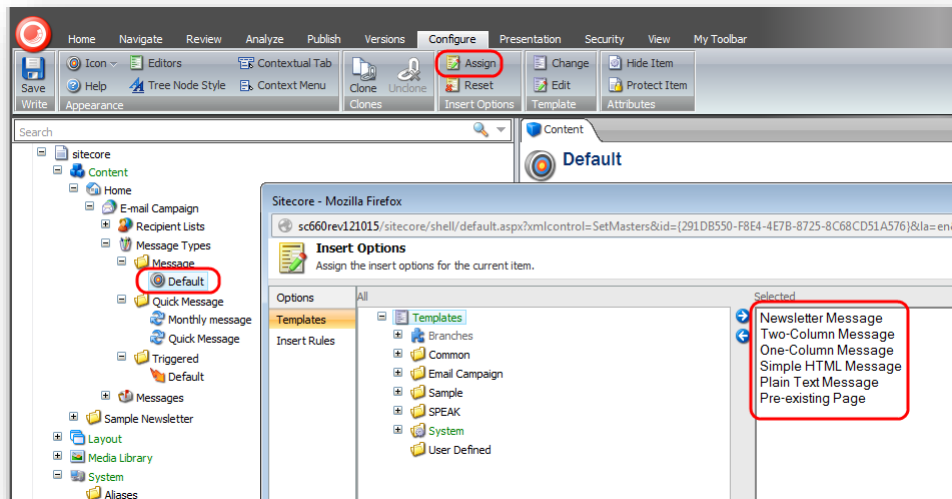 Home Navigate Review Analyze Publish Versions Configure Presentation Security View My Toolbar
Icon Editors Contextual Tab Assign Change Hide Item
Save Help Tree Node Style Context Menu Clone Undone Reset Edit Protect Item
Write Appearance Clones Insert Options Template Attributes
Search
Content
sitecore
Default
Content
Home
E-mail Campaign
Recipient Lists
Message Types
Message
Default
Quick Message
Monthly message
Quick Message
Triggered
Default
Messages
Sample Newsletter
Layout
Media Library
System
Aliases
Sitecore - Mozilla Firefox
sc660rev121015/sitecore/shell/default.aspx?xmlcontrol=SetMasters&id={291DB550-F8E4-4E7B-8725-8C68CD51A576}&la=en
Insert Options
Assign the insert options for the current item.
Options
Templates
Insert Rules
All
Templates
Branches
Common
Email Campaign
Sample
SPEAK
System
User Defined
Selected
Newsletter Message
Two-Column Message
One-Column Message
Simple HTML Message
Plain Text Message
Pre-existing Page